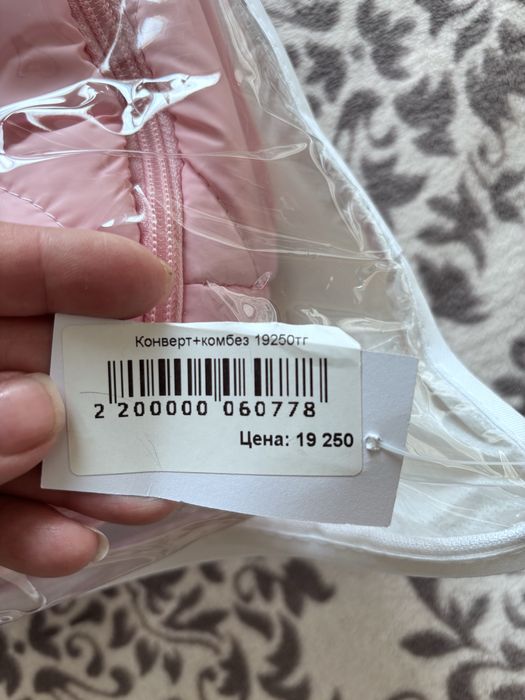 Конверт+комбез 19250тг
2 200000 060778
Цена: 19 250